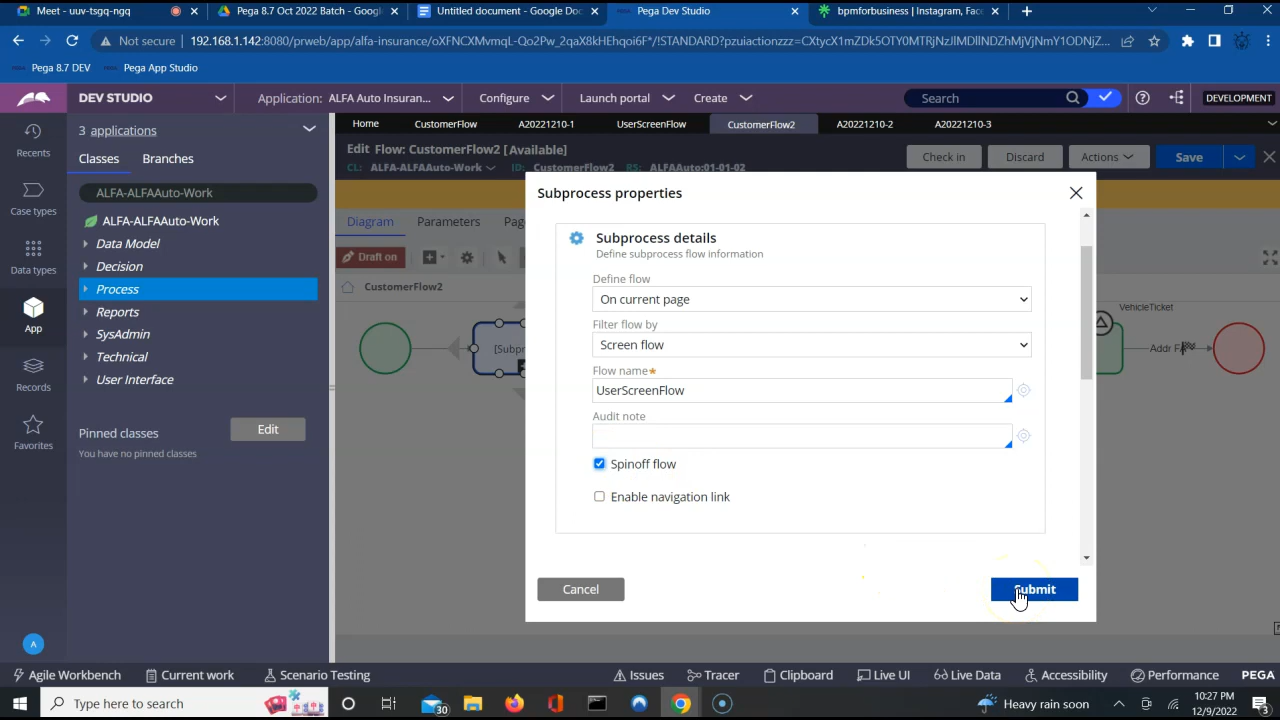 Meet - uuv-tsgq-nqq
Pega 8.7 Oct 2022 Batch - Googl
Untitled document - Google Doc
Pega Dev Studio
bpmforbusiness | Instagram, Face
Not secure
192.168.1.142:8080/prweb/app/alfa-insurance/
Pega 8.7 DEV
Pega App Studio
DEV STUDIO
Application: ALFA Auto Insuran...
Configure
Launch portal
Create
Search
DEVELOPMENT
3 applications
Home
CustomerFlow
A20221210-1
UserScreenFlow
CustomerFlow2
A20221210-2
A20221210-3
Recents
Case types
Data types
App
Records
Favorites
A
Classes
Branches
ALFA-ALFAAuto-Work
ALFA-ALFAAuto-Work
Data Model
Decision
Process
Reports
SysAdmin
Technical
User Interface
Pinned classes
Edit
You have no pinned classes
Edit Flow: CustomerFlow2 [Available]
CL: ALFA-ALFAAuto-Work
ID: CustomerFlow2
RS: ALFAAuto:01-01-02
Check in
Discard
Actions
Save
Diagram
Parameters
Pag
Draft on
CustomerFlow2
[Subp
VehicleTicket
Addr F
Subprocess properties
Subprocess details
Define subprocess flow information
Define flow
On current page
Filter flow by
Screen flow
Flow name*
UserScreenFlow
Audit note
Spinoff flow
Enable navigation link
Cancel
Submit
Agile Workbench
Current work
Scenario Testing
Issues
Tracer
Clipboard
Live UI
Live Data
Accessibility
Performance
PEGA
Type here to search
30
Heavy rain soon
10:27 PM
12/9/2022
3